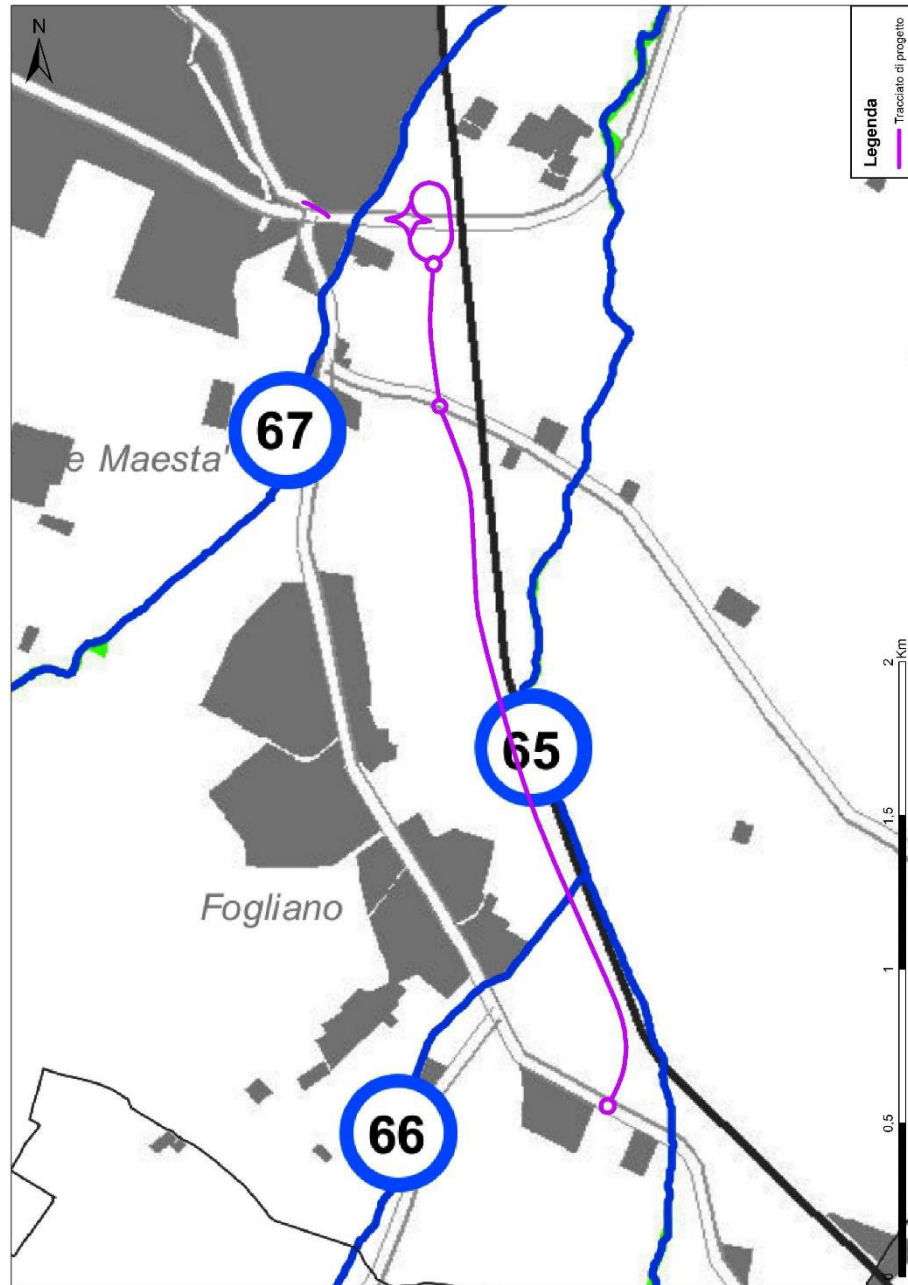 N
Legenda
Tracciato di progetto
67
e Maesta'
65
Fogliano
66
0 0,5 1 1,5 2
Km